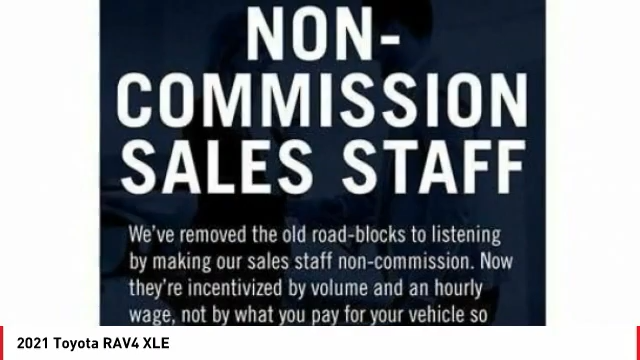 NON-
COMMISSION
SALES STAFF
We've removed the old road-blocks to listening
by making our sales staff non-commission. Now
they're incentivized by volume and an hourly
wage, not by what you pay for your vehicle so
2021 Toyota RAV4 XLE